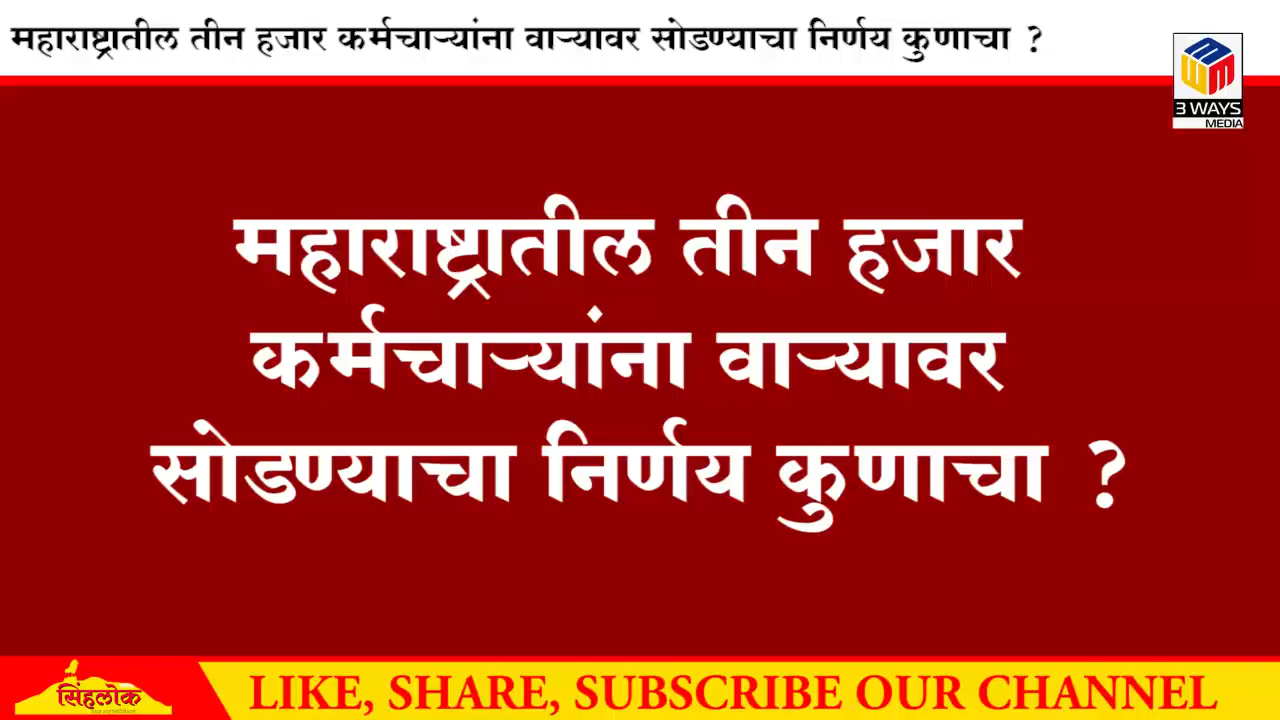 महाराष्ट्रातील तीन हजार कर्मचाऱ्यांना वाऱ्यावर सोडण्याचा निर्णय कुणाचा ?
3 WAYS
MEDIA
महाराष्ट्रातील तीन हजार
कर्मचाऱ्यांना वाऱ्यावर
सोडण्याचा निर्णय कुणाचा ?
सिंहलोक
LIKE, SHARE, SUBSCRIBE OUR CHANNEL